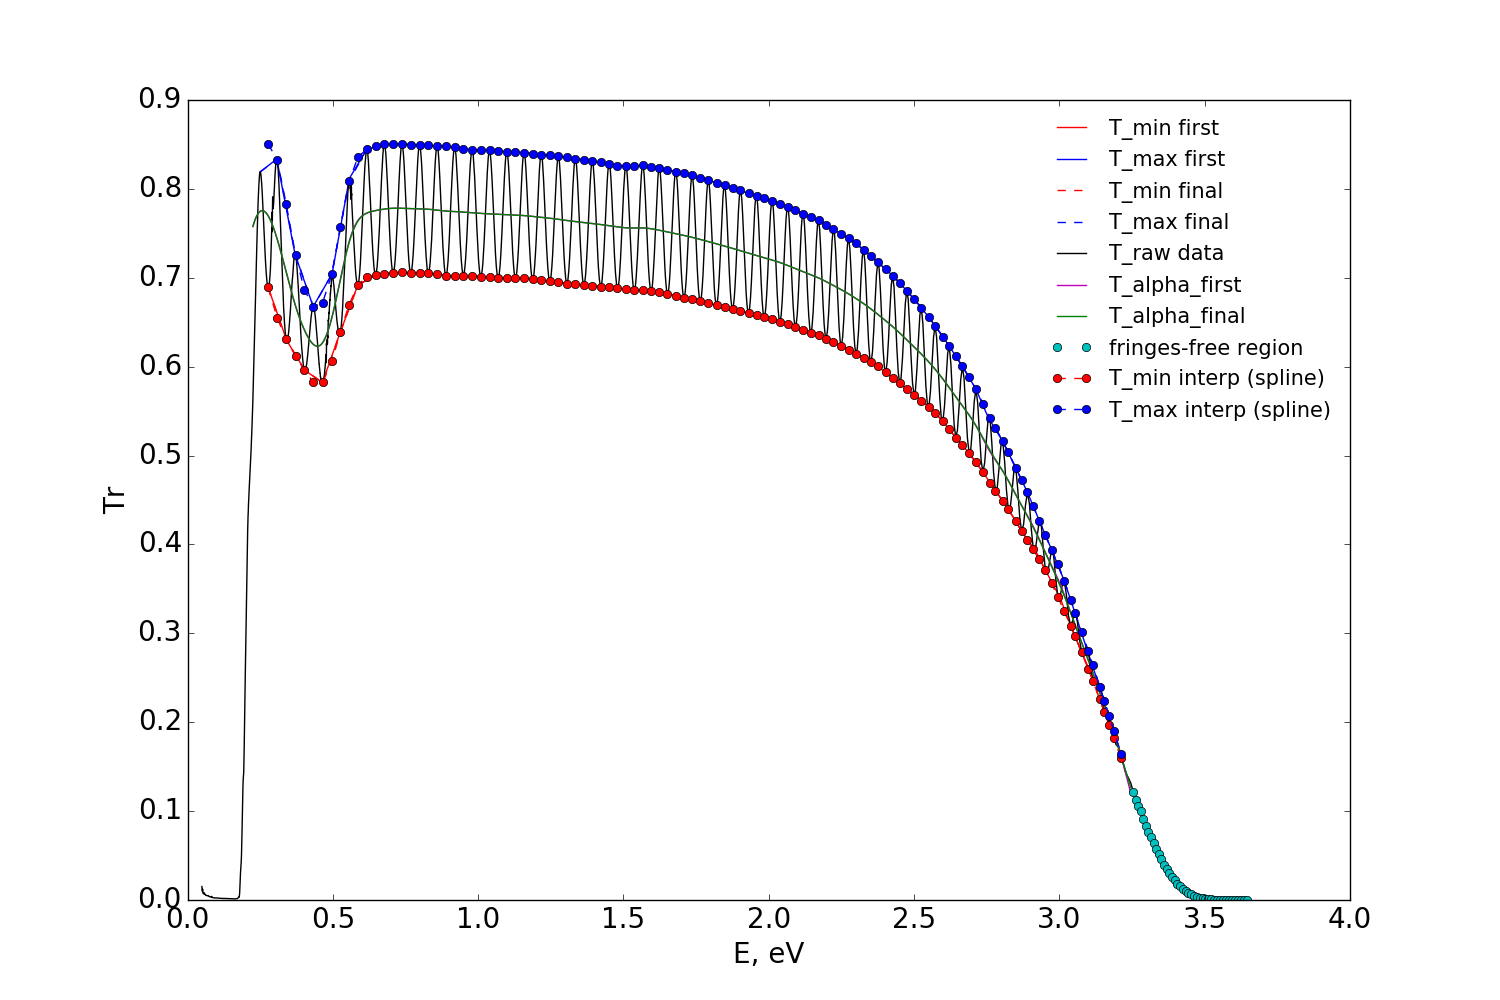 0.9
0.8
0.7
0.6
0.5
0.4
0.3
0.2
0.1
0.0
Tr
T_min first
T_max first
T_min final
T_max final
T_raw data
T_alpha_first
T_alpha_final
fringes-free region
T_min interp (spline)
T_max interp (spline)
0.0 0.5 1.0 1.5 2.0 2.5 3.0 3.5 4.0
E, eV